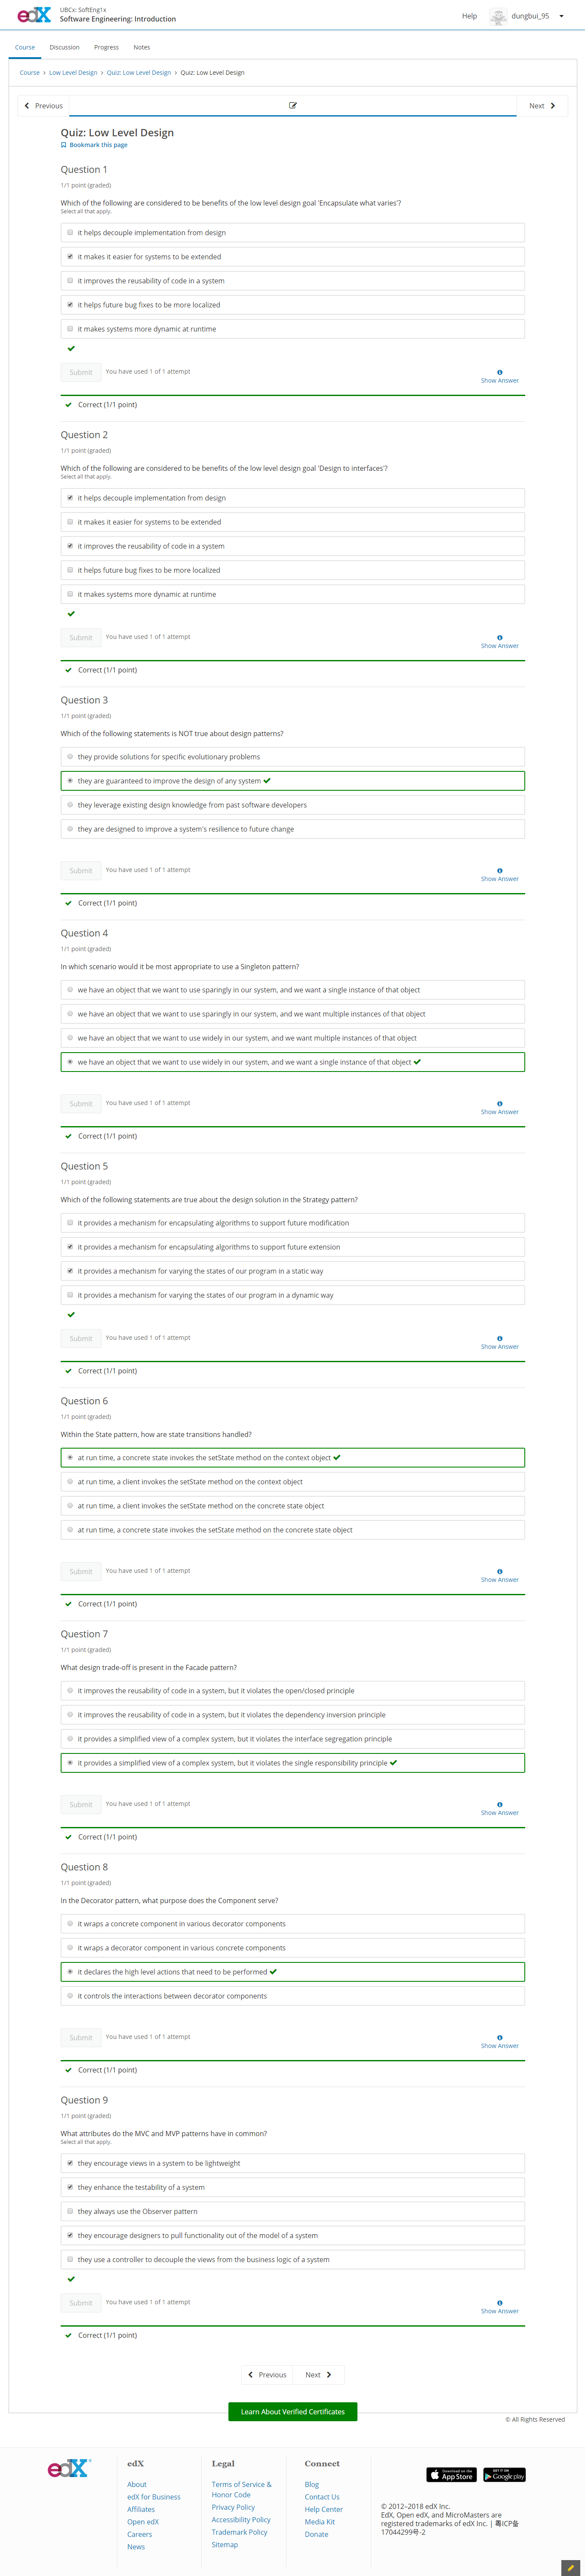 edX
UBCx: SoftEng1x
Software Engineering: Introduction
Help
dungbui_95
Course Discussion Progress Notes
Course > Low Level Design > Quiz: Low Level Design > Quiz: Low Level Design
Previous
Next
Quiz: Low Level Design
Bookmark this page
Question 1
1/1 point (graded)
Which of the following are considered to be benefits of the low level design goal 'Encapsulate what varies'?
Select all that apply.
it helps decouple implementation from design
it makes it easier for systems to be extended
it improves the reusability of code in a system
it helps future bug fixes to be more localized
it makes systems more dynamic at runtime
Submit
You have used 1 of 1 attempt
Show Answer
Correct (1/1 point)
Question 2
1/1 point (graded)
Which of the following are considered to be benefits of the low level design goal 'Design to interfaces'?
Select all that apply.
it helps decouple implementation from design
it makes it easier for systems to be extended
it improves the reusability of code in a system
it helps future bug fixes to be more localized
it makes systems more dynamic at runtime
Submit
You have used 1 of 1 attempt
Show Answer
Correct (1/1 point)
Question 3
1/1 point (graded)
Which of the following statements is NOT true about design patterns?
they provide solutions for specific evolutionary problems
they are guaranteed to improve the design of any system
they leverage existing design knowledge from past software developers
they are designed to improve a system's resilience to future change
Submit
You have used 1 of 1 attempt
Show Answer
Correct (1/1 point)
Question 4
1/1 point (graded)
In which scenario would it be most appropriate to use a Singleton pattern?
we have an object that we want to use sparingly in our system, and we want a single instance of that object
we have an object that we want to use sparingly in our system, and we want multiple instances of that object
we have an object that we want to use widely in our system, and we want multiple instances of that object
we have an object that we want to use widely in our system, and we want a single instance of that object
Submit
You have used 1 of 1 attempt
Show Answer
Correct (1/1 point)
Question 5
1/1 point (graded)
Which of the following statements are true about the design solution in the Strategy pattern?
it provides a mechanism for encapsulating algorithms to support future modification
it provides a mechanism for encapsulating algorithms to support future extension
it provides a mechanism for varying the states of our program in a static way
it provides a mechanism for varying the states of our program in a dynamic way
Submit
You have used 1 of 1 attempt
Show Answer
Correct (1/1 point)
Question 6
1/1 point (graded)
Within the State pattern, how are state transitions handled?
at run time, a concrete state invokes the setState method on the context object
at run time, a client invokes the setState method on the context object
at run time, a client invokes the setState method on the concrete state object
at run time, a concrete state invokes the setState method on the concrete state object
Submit
You have used 1 of 1 attempt
Show Answer
Correct (1/1 point)
Question 7
1/1 point (graded)
What design trade-off is present in the Facade pattern?
it improves the reusability of code in a system, but it violates the open/closed principle
it improves the reusability of code in a system, but it violates the dependency inversion principle
it provides a simplified view of a complex system, but it violates the interface segregation principle
it provides a simplified view of a complex system, but it violates the single responsibility principle
Submit
You have used 1 of 1 attempt
Show Answer
Correct (1/1 point)
Question 8
1/1 point (graded)
In the Decorator pattern, what purpose does the Component serve?
it wraps a concrete component in various decorator components
it wraps a decorator component in various concrete components
it declares the high level actions that need to be performed
it controls the interactions between decorator components
Submit
You have used 1 of 1 attempt
Show Answer
Correct (1/1 point)
Question 9
1/1 point (graded)
What attributes do the MVC and MVP patterns have in common?
Select all that apply.
they encourage views in a system to be lightweight
they enhance the testability of a system
they always use the Observer pattern
they encourage designers to pull functionality out of the model of a system
they use a controller to decouple the views from the business logic of a system
Submit
You have used 1 of 1 attempt
Show Answer
Correct (1/1 point)
Previous
Next
Learn About Verified Certificates
© All Rights Reserved
edX
edX
About
edX for Business
Affiliates
Open edX
Careers
News
Legal
Terms of Service &
Honor Code
Privacy Policy
Accessibility Policy
Trademark Policy
Sitemap
Connect
Blog
Contact Us
Help Center
Media Kit
Donate
Download on the
App Store
GET IT ON
Google play
© 2012–2018 edX Inc.
EdX, Open edX, and MicroMasters are
registered trademarks of edX Inc. | 粤ICP备
17044299号-2